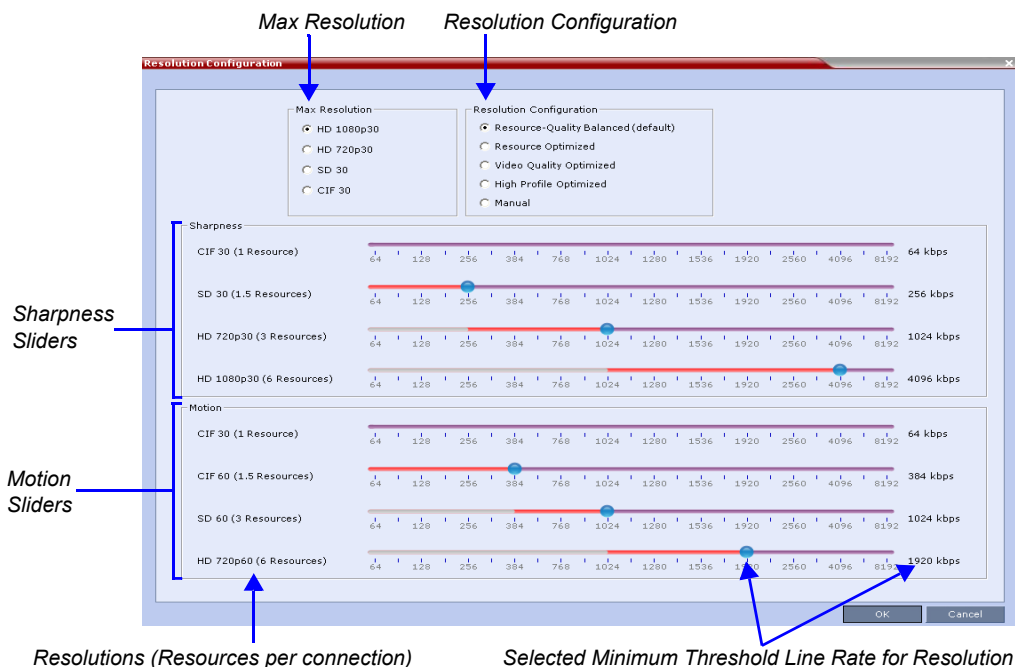 Max Resolution Resolution Configuration
Resolution Configuration
Max Resolution
HD 1080p30
HD 720p30
SD 30
CIF 30
Resolution Configuration
Resource-Quality Balanced (default)
Resource Optimized
Video Quality Optimized
High Profile Optimized
Manual
Sharpness Sliders
Sharpness
CIF 30 (1 Resource) 64 kbps
64 128 256 384 768 1024 1280 1536 1920 2560 4096 8192
SD 30 (1.5 Resources) 256 kbps
64 128 256 384 768 1024 1280 1536 1920 2560 4096 8192
HD 720p30 (3 Resources) 1024 kbps
64 128 256 384 768 1024 1280 1536 1920 2560 4096 8192
HD 1080p30 (6 Resources) 4096 kbps
64 128 256 384 768 1024 1280 1536 1920 2560 4096 8192
Motion Sliders
Motion
CIF 30 (1 Resource) 64 kbps
64 128 256 384 768 1024 1280 1536 1920 2560 4096 8192
CIF 60 (1.5 Resources) 384 kbps
64 128 256 384 768 1024 1280 1536 1920 2560 4096 8192
SD 60 (3 Resources) 1024 kbps
64 128 256 384 768 1024 1280 1536 1920 2560 4096 8192
HD 720p60 (6 Resources) 1920 kbps
64 128 256 384 768 1024 1280 1536 1920 2560 4096 8192
OK Cancel
Resolutions (Resources per connection) Selected Minimum Threshold Line Rate for Resolution